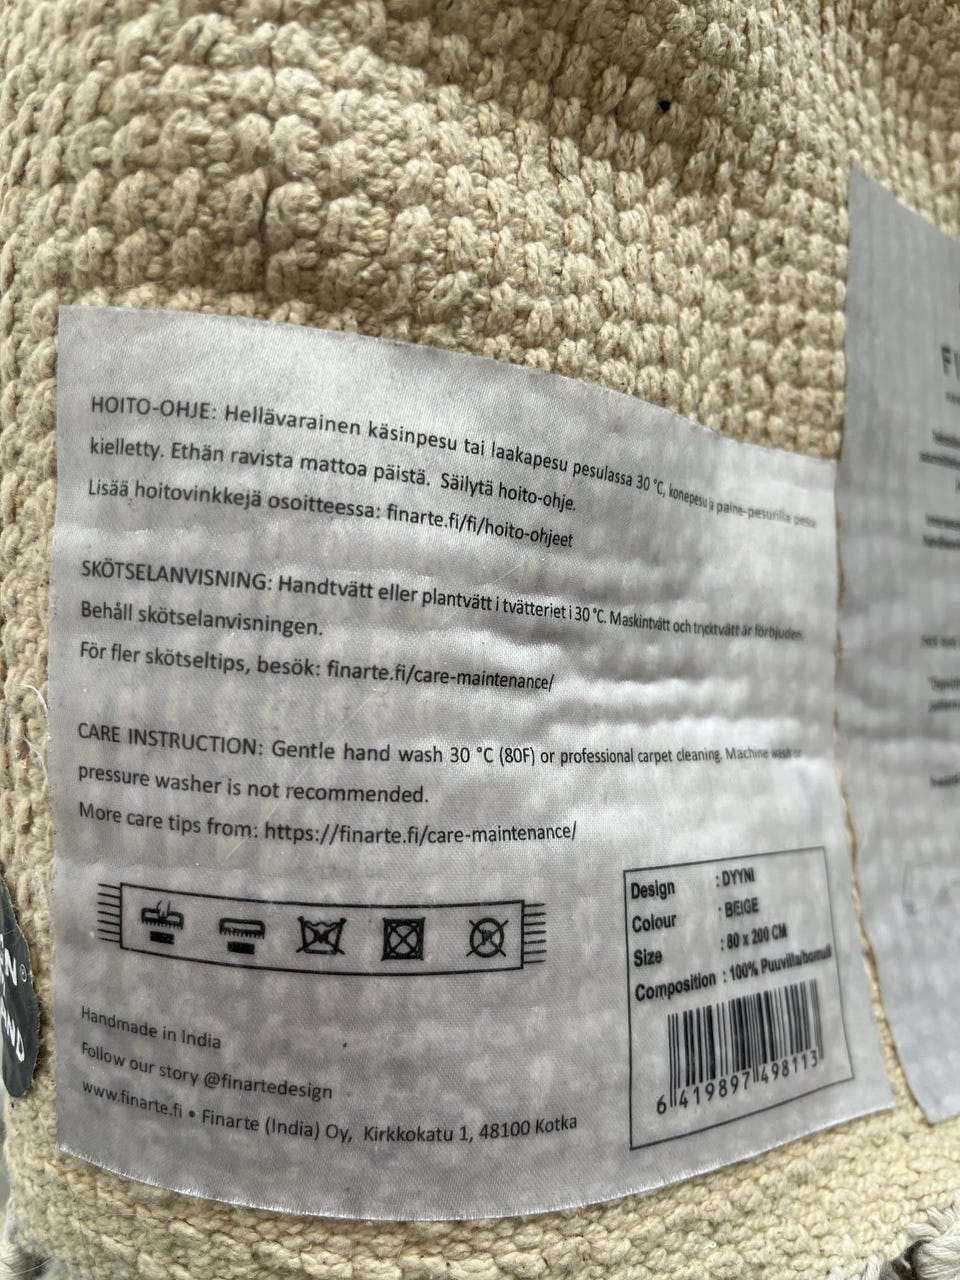 HOITO-OHJE: Hellävarainen käsinpesu tai laakapesu pesulassa 30 °C, konepesu ja paine-pesurilla pesu
kielletty. Ethän ravista mattoa päistä. Säilytä hoito-ohje.
Lisää hoitovinkkejä osoitteessa: finarte.fi/fi/hoito-ohjeet
SKÖTSELANVISNING: Handtvätt eller plantvätt i tvätteriet i 30 °C. Maskintvätt och trycktvätt är förbjuden.
Behåll skötselanvisningen.
För fler skötseltips, besök: finarte.fi/care-maintenance/
CARE INSTRUCTION: Gentle hand wash 30 °C (80F) or professional carpet cleaning. Machine wash or
pressure washer is not recommended.
More care tips from: https://finarte.fi/care-maintenance/
Design : DYYNI
Colour : BEIGE
Size : 80 x 200 CM
Composition : 100% Puuvilla/bomull
6 419897 498113
Handmade in India
Follow our story @finartedesign
www.finarte.fi • Finarte (India) Oy, Kirkkokatu 1, 48100 Kotka